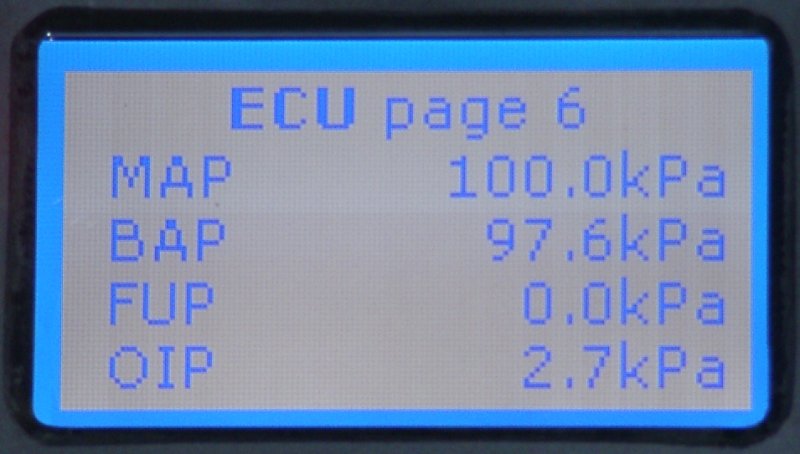 ECU page 6
MAP 100.0kPa
BAP 97.6kPa
FUP 0.0kPa
OIP 2.7kPa